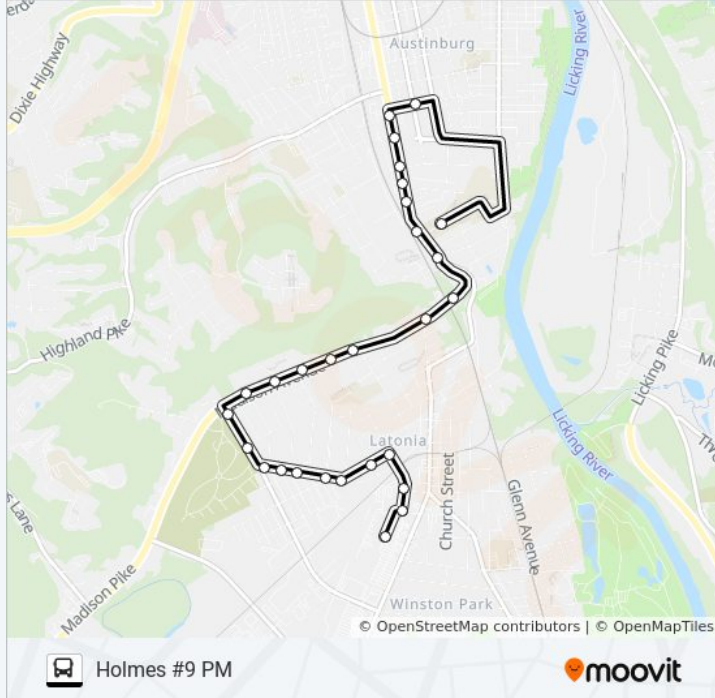 Austinburg
Dixie Highway
Licking River
Highland Pike
Licking Pike
Latonia
Church Street
Licking River
Glenn Avenue
Madison Pike
Winston Park
© OpenStreetMap contributors | © OpenMapTiles
Holmes #9 PM
moovit